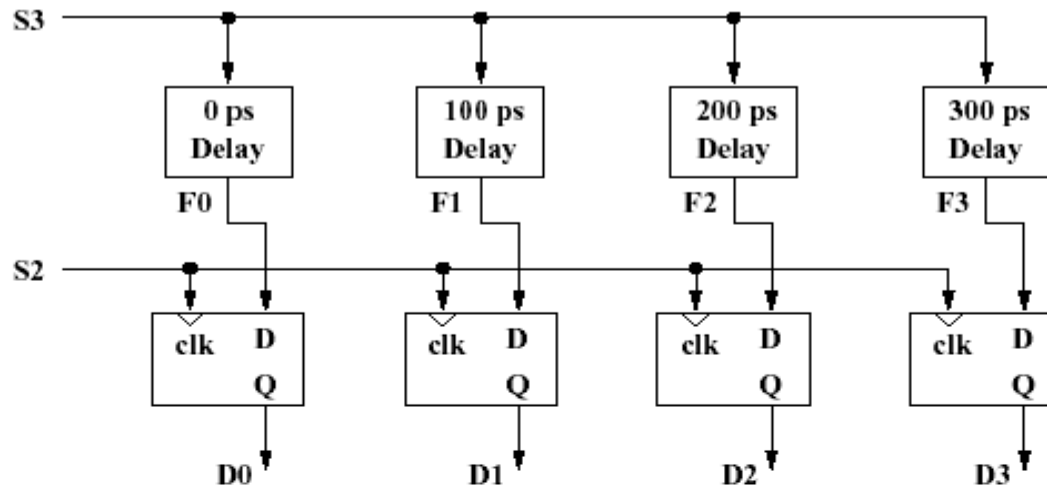 S3
0 ps 100 ps 200 ps 300 ps
Delay Delay Delay Delay
F0 F1 F2 F3
S2
clk D clk D clk D clk D
Q Q Q Q
D0 D1 D2 D3